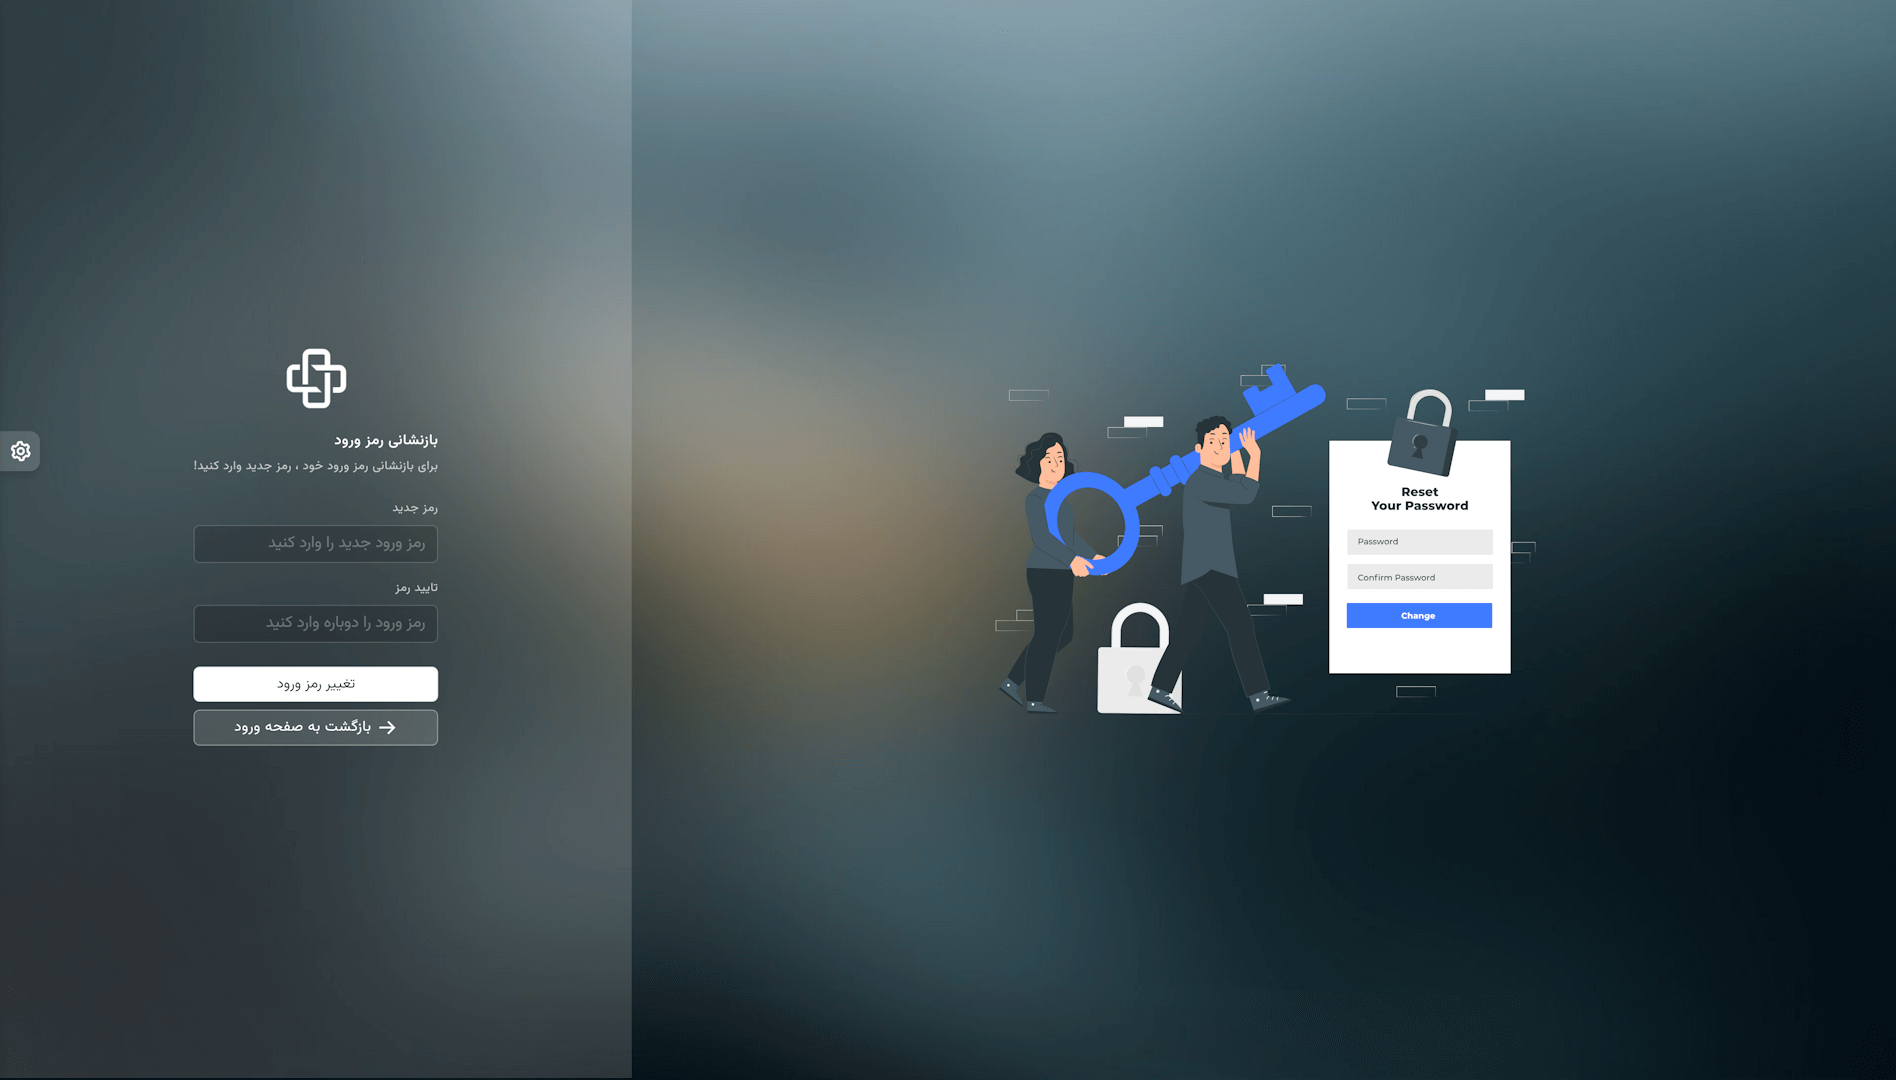 بازنشانی رمز ورود
برای بازنشانی رمز ورود خود ، رمز جدید وارد کنید!
رمز جدید
رمز ورود جدید را وارد کنید
تایید رمز
رمز ورود را دوباره وارد کنید
تغییر رمز ورود
بازگشت به صفحه ورود
Reset
Your Password
Password
Confirm Password
Change